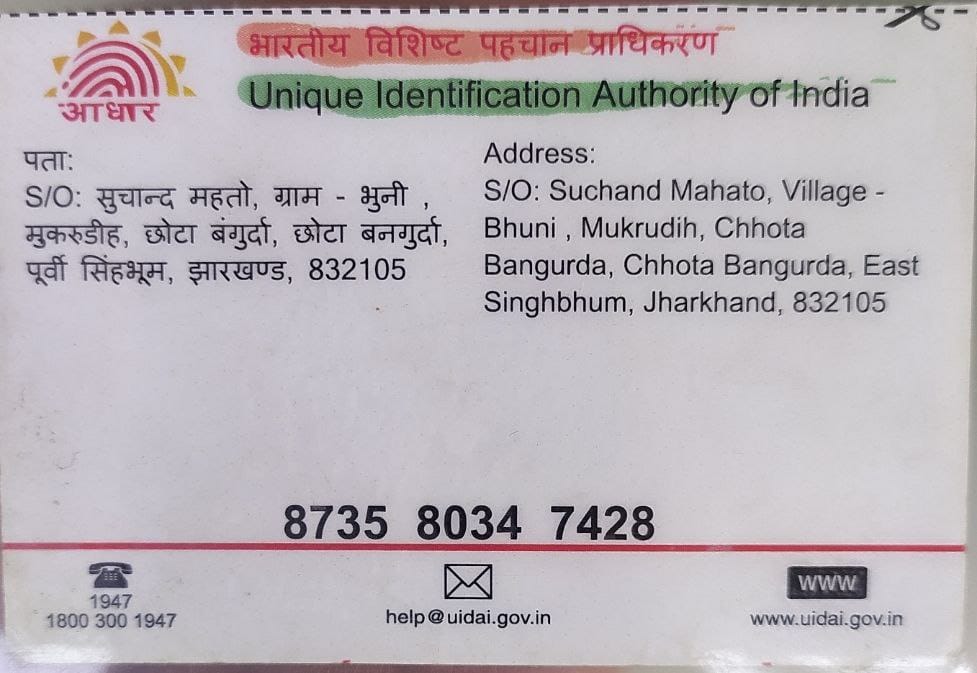 आधार
भारतीय विशिष्ट पहचान प्राधिकरण
Unique Identification Authority of India
पता:
S/O: सुचान्द महतो, ग्राम - भुनी ,
मुकरुडीह, छोटा बंगुर्दा, छोटा बनगुर्दा,
पूर्वी सिंहभूम, झारखण्ड, 832105
Address:
S/O: Suchand Mahato, Village -
Bhuni , Mukrudih, Chhota
Bangurda, Chhota Bangurda, East
Singhbhum, Jharkhand, 832105
8735 8034 7428
1947
1800 300 1947
help@uidai.gov.in
WWW
www.uidai.gov.in